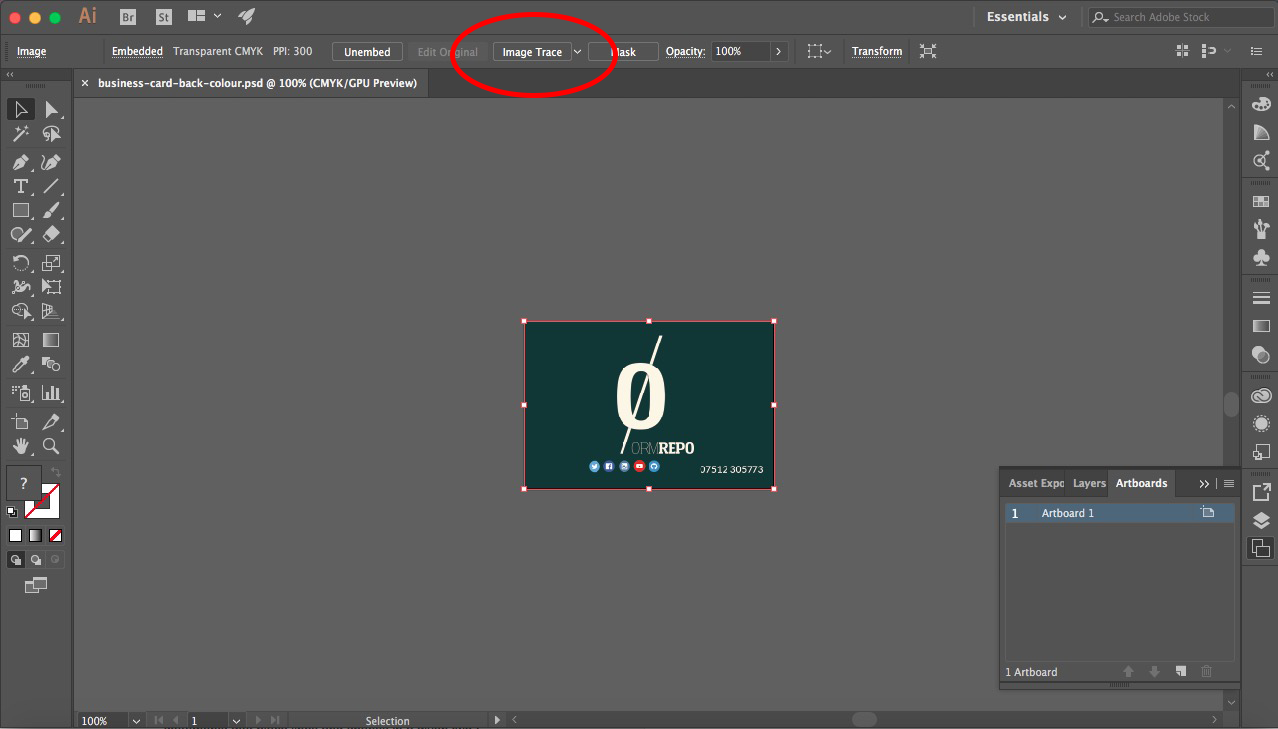 Ai Br St Essentials Search Adobe Stock
Image Embedded Transparent CMYK PPI: 300 Unembed Edit Original Image Trace Mask Opacity: 100% Transform
× business-card-back-colour.psd @ 100% (CMYK/GPU Preview)
0
ORMREPO
07512 305773
?
Asset Expo Layers Artboards
1 Artboard 1
1 Artboard
100% 1 Selection